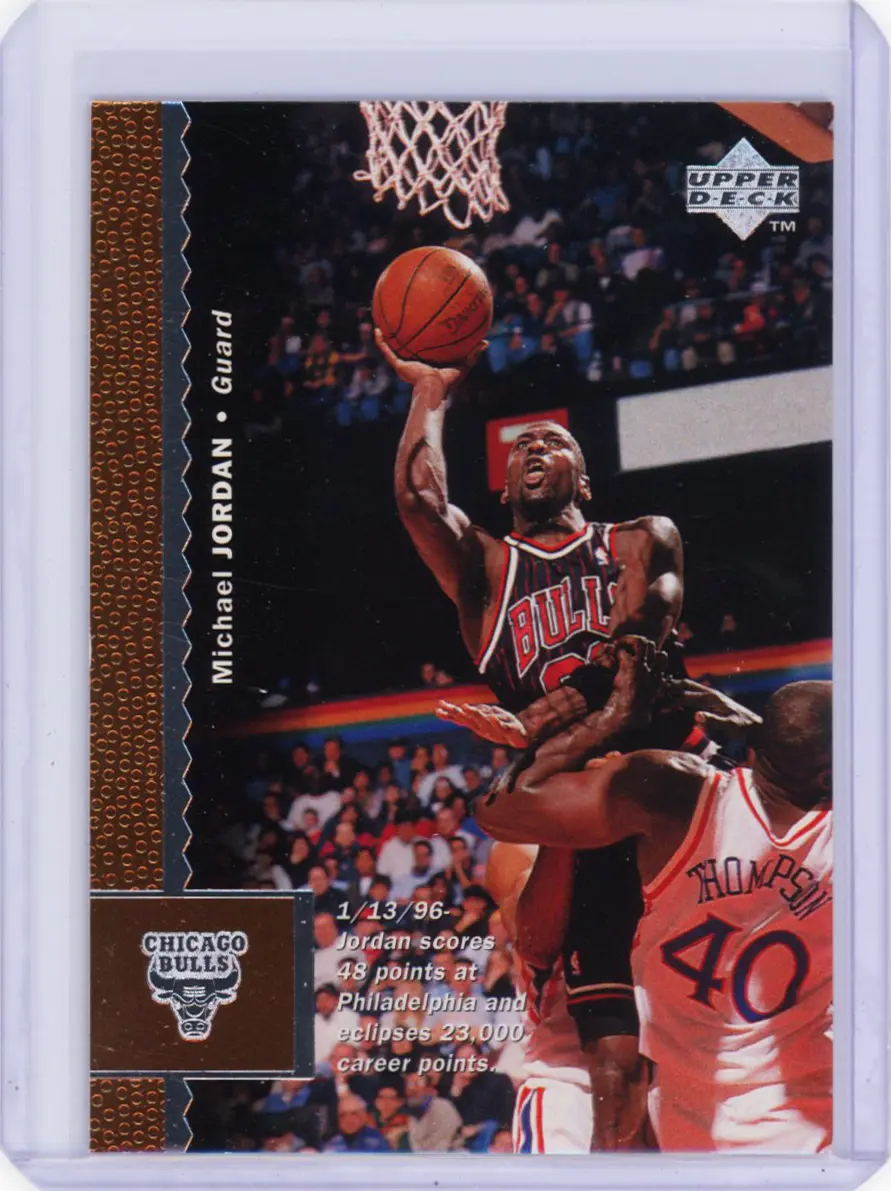 UPPER
D·E·C·K
TM
Michael JORDAN • Guard
BULLS
THOMPSON
40
CHICAGO
BULLS
1/13/96-
Jordan scores
48 points at
Philadelphia and
eclipses 23,000
career points.